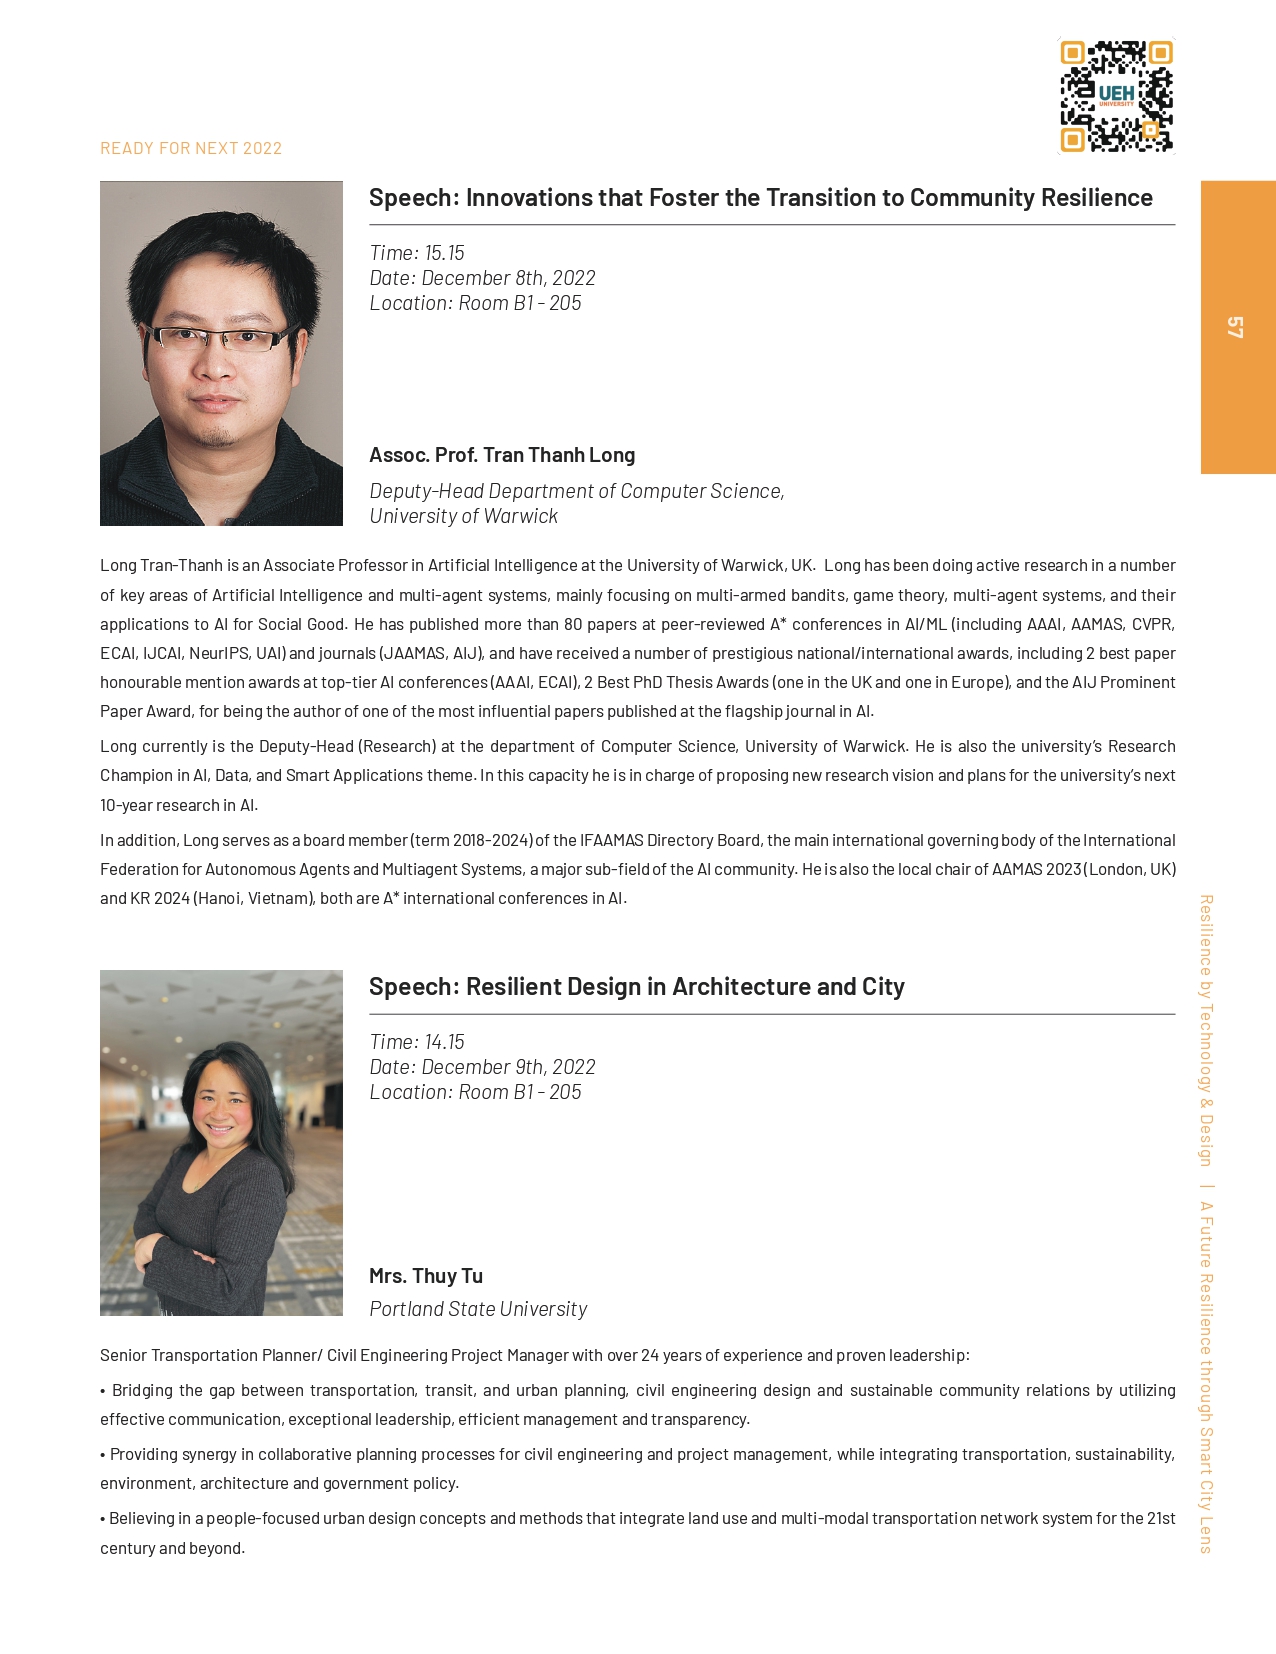 UEH
UNIVERSITY
READY FOR NEXT 2022
Speech: Innovations that Foster the Transition to Community Resilience
Time: 15.15
Date: December 8th, 2022
Location: Room B1 - 205
57
Assoc. Prof. Tran Thanh Long
Deputy-Head Department of Computer Science,
University of Warwick
Long Tran-Thanh is an Associate Professor in Artificial Intelligence at the University of Warwick, UK. Long has been doing active research in a number
of key areas of Artificial Intelligence and multi-agent systems, mainly focusing on multi-armed bandits, game theory, multi-agent systems, and their
applications to AI for Social Good. He has published more than 80 papers at peer-reviewed A* conferences in AI/ML (including AAAI, AAMAS, CVPR,
ECAI, IJCAI, NeurIPS, UAI) and journals (JAAMAS, AIJ), and have received a number of prestigious national/international awards, including 2 best paper
honourable mention awards at top-tier AI conferences (AAAI, ECAI), 2 Best PhD Thesis Awards (one in the UK and one in Europe), and the AIJ Prominent
Paper Award, for being the author of one of the most influential papers published at the flagship journal in AI.
Long currently is the Deputy-Head (Research) at the department of Computer Science, University of Warwick. He is also the university's Research
Champion in AI, Data, and Smart Applications theme. In this capacity he is in charge of proposing new research vision and plans for the university's next
10-year research in AI.
In addition, Long serves as a board member (term 2018-2024) of the IFAAMAS Directory Board, the main international governing body of the International
Federation for Autonomous Agents and Multiagent Systems, a major sub-field of the AI community. He is also the local chair of AAMAS 2023 (London, UK)
and KR 2024 (Hanoi, Vietnam), both are A* international conferences in AI.
Speech: Resilient Design in Architecture and City
Time: 14.15
Date: December 9th, 2022
Location: Room B1 - 205
Mrs. Thuy Tu
Portland State University
Senior Transportation Planner/ Civil Engineering Project Manager with over 24 years of experience and proven leadership:
• Bridging the gap between transportation, transit, and urban planning, civil engineering design and sustainable community relations by utilizing
effective communication, exceptional leadership, efficient management and transparency.
• Providing synergy in collaborative planning processes for civil engineering and project management, while integrating transportation, sustainability,
environment, architecture and government policy.
• Believing in a people-focused urban design concepts and methods that integrate land use and multi-modal transportation network system for the 21st
century and beyond.
Resilience by Technology & Design | A Future Resilience through Smart City Lens